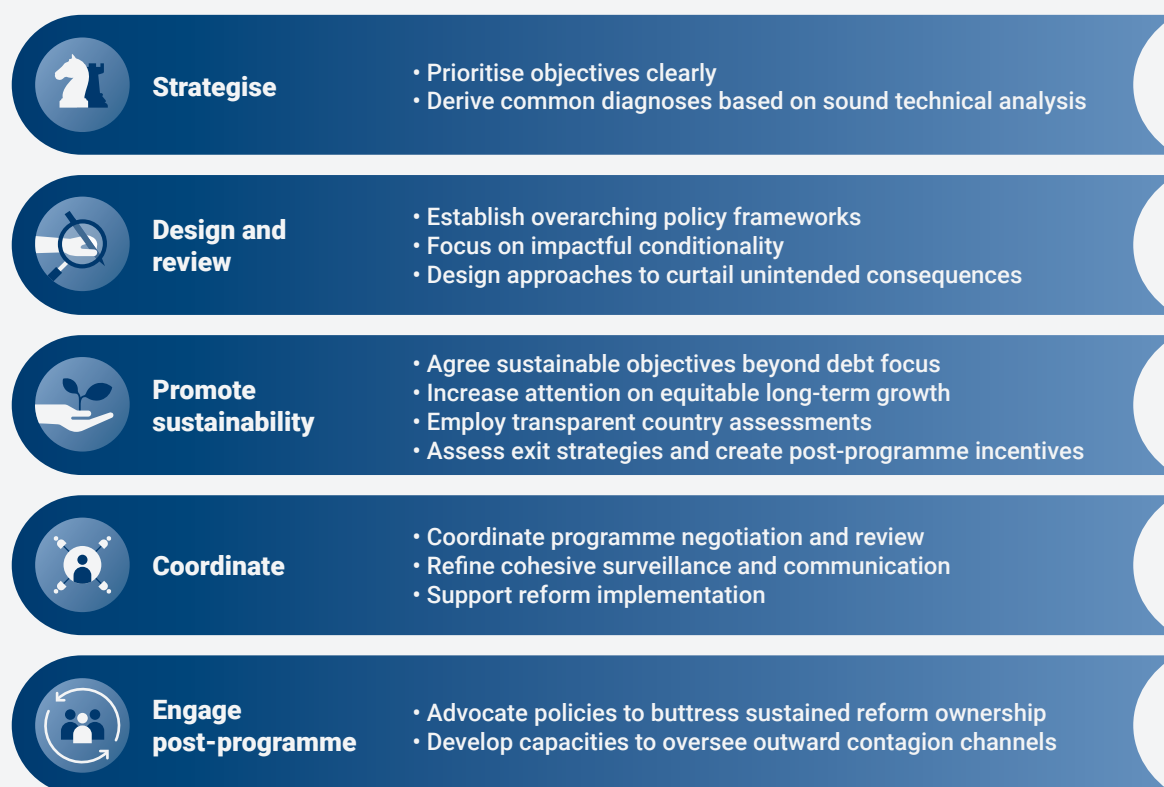 Strategise
• Prioritise objectives clearly
• Derive common diagnoses based on sound technical analysis
Design and
review
• Establish overarching policy frameworks
• Focus on impactful conditionality
• Design approaches to curtail unintended consequences
Promote
sustainability
• Agree sustainable objectives beyond debt focus
• Increase attention on equitable long-term growth
• Employ transparent country assessments
• Assess exit strategies and create post-programme incentives
Coordinate
• Coordinate programme negotiation and review
• Refine cohesive surveillance and communication
• Support reform implementation
Engage
post-programme
• Advocate policies to buttress sustained reform ownership
• Develop capacities to oversee outward contagion channels